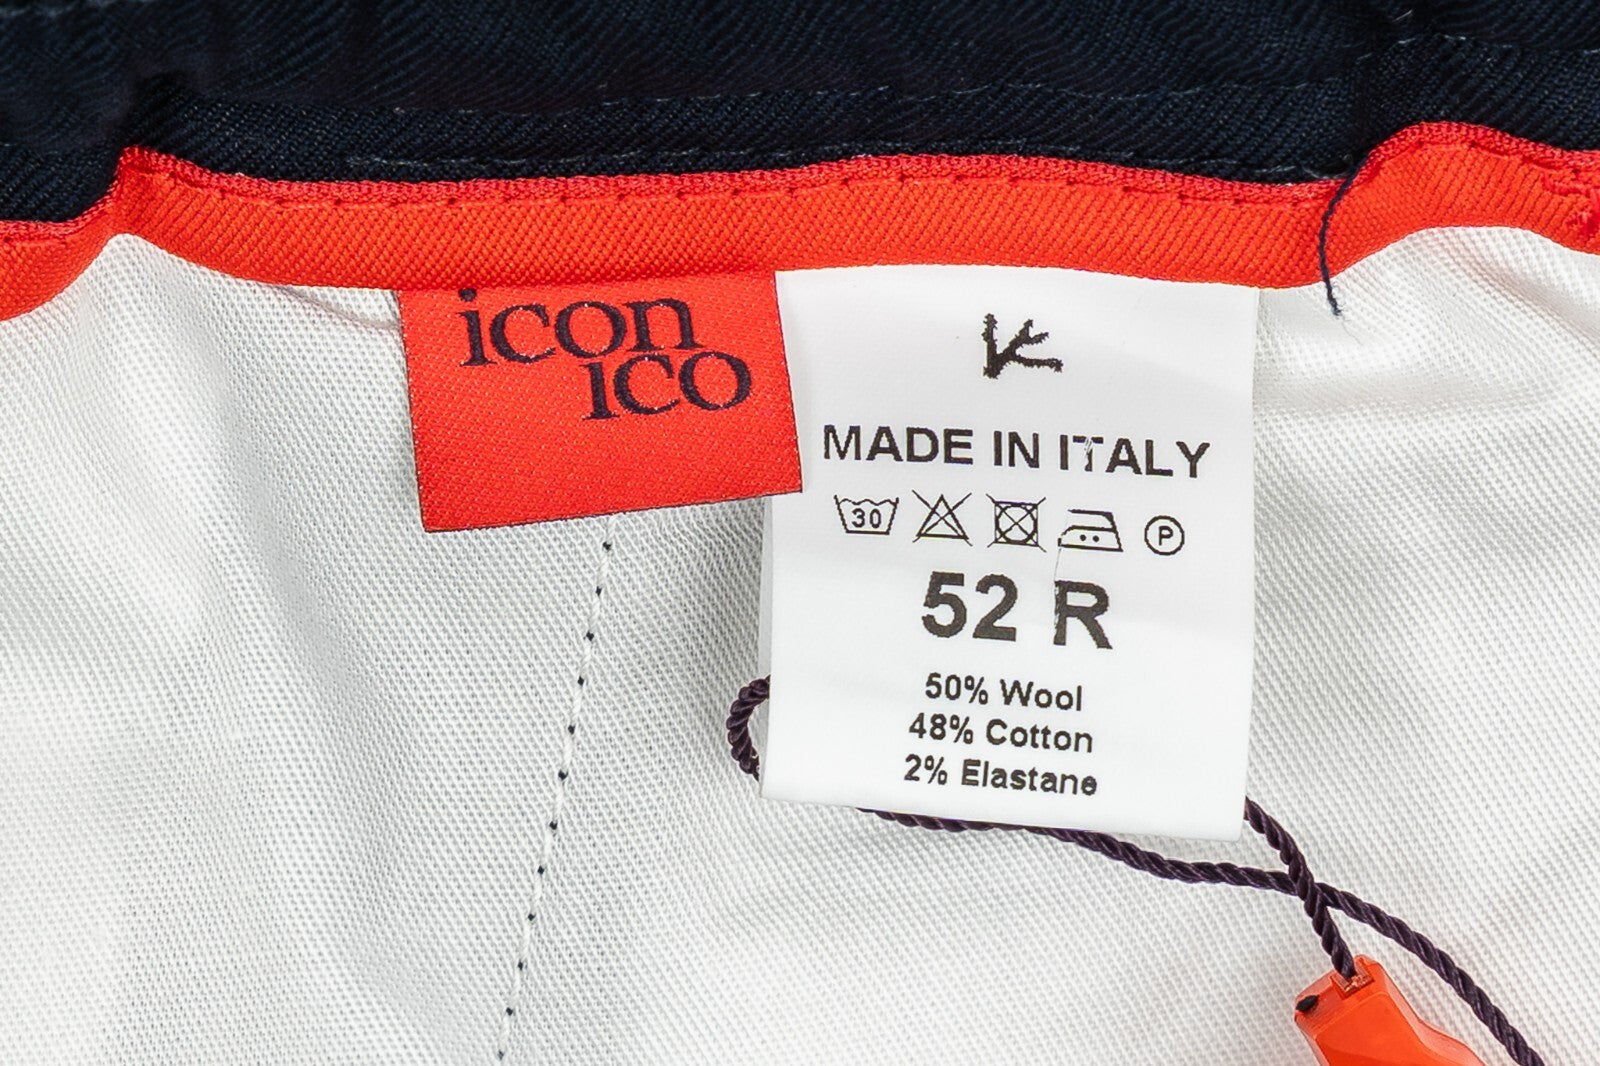 icon
ico
MADE IN ITALY
30 P
52 R
50% Wool
48% Cotton
2% Elastane